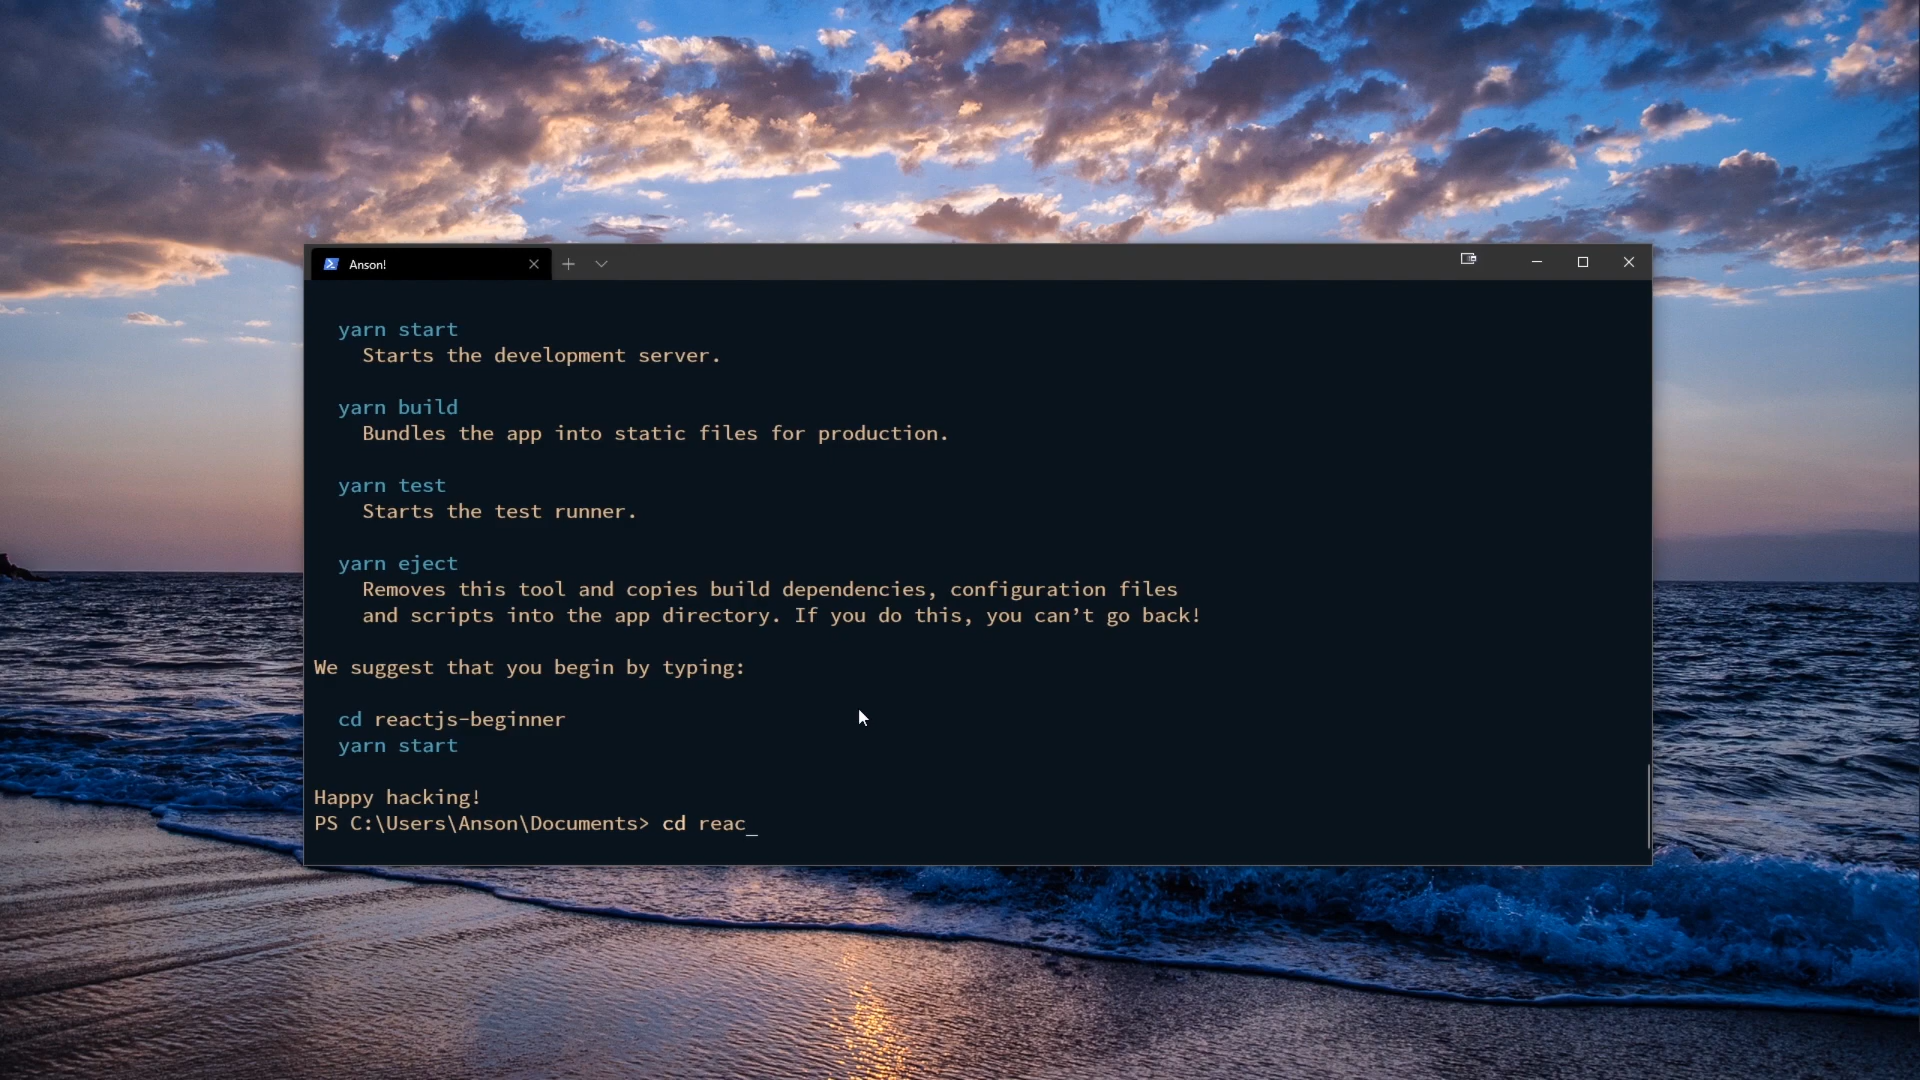 Anson!
yarn start
Starts the development server.
yarn build
Bundles the app into static files for production.
yarn test
Starts the test runner.
yarn eject
Removes this tool and copies build dependencies, configuration files
and scripts into the app directory. If you do this, you can’t go back!
We suggest that you begin by typing:
cd reactjs-beginner
yarn start
Happy hacking!
PS C:\Users\Anson\Documents> cd reac_